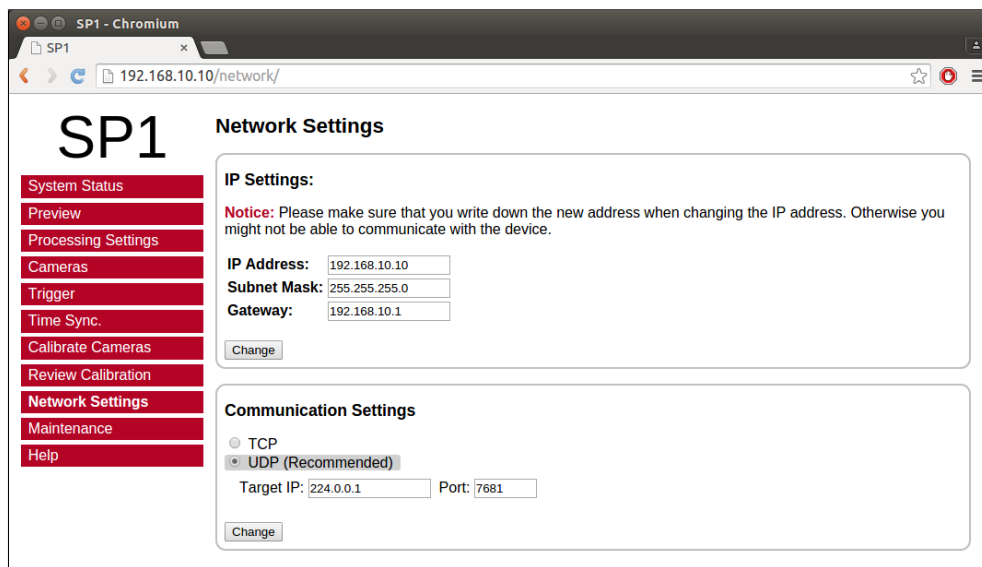 SP1 - Chromium
SP1
192.168.10.10/network/
SP1
System Status
Preview
Processing Settings
Cameras
Trigger
Time Sync.
Calibrate Cameras
Review Calibration
Network Settings
Maintenance
Help
Network Settings
IP Settings:
Notice: Please make sure that you write down the new address when changing the IP address. Otherwise you
might not be able to communicate with the device.
IP Address: 192.168.10.10
Subnet Mask: 255.255.255.0
Gateway: 192.168.10.1
Change
Communication Settings
TCP
UDP (Recommended)
Target IP: 224.0.0.1 Port: 7681
Change